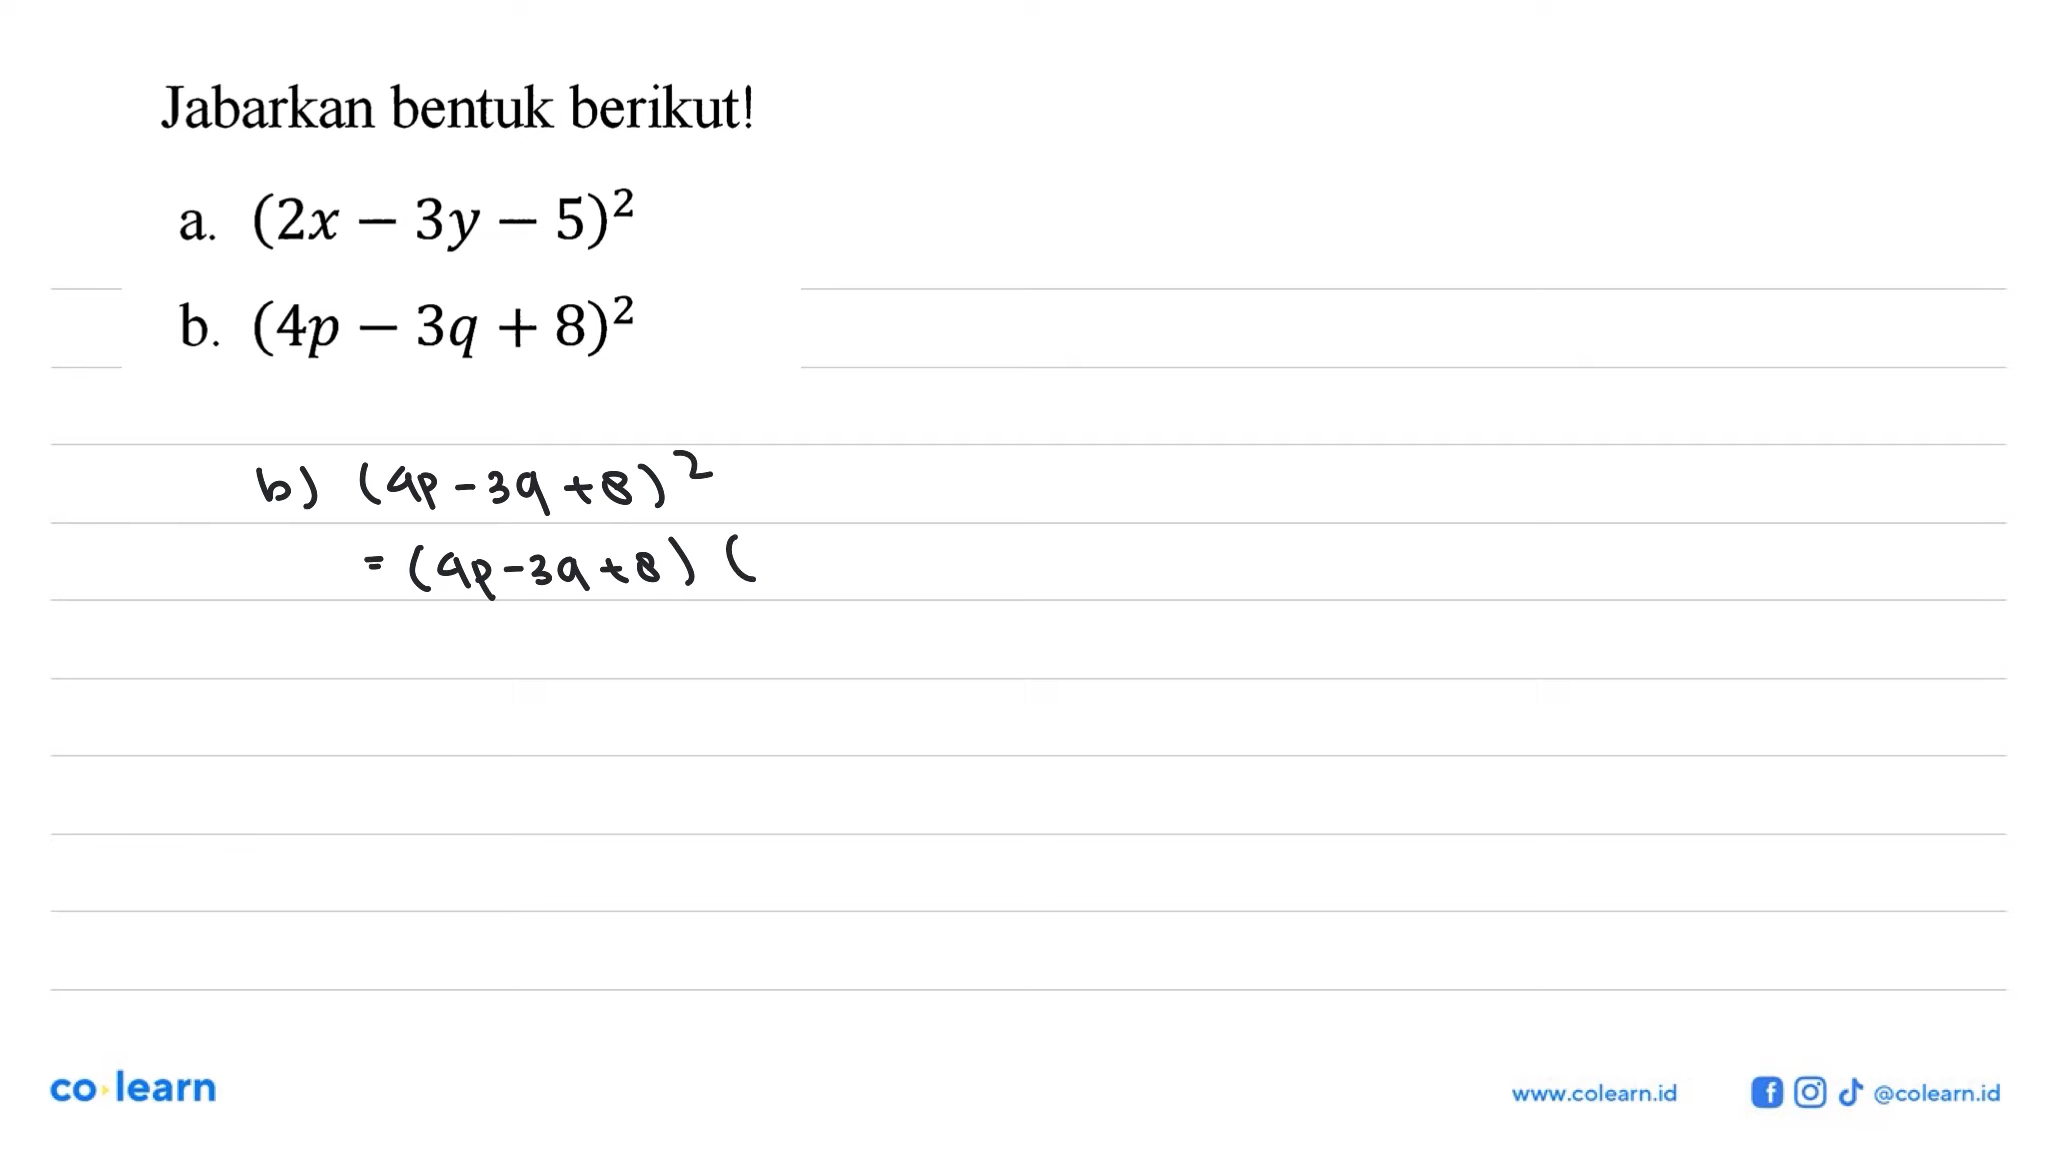 Jabarkan bentuk berikut!
a. (2x − 3y − 5)²
b. (4p − 3q + 8)²
b) (4p - 3q + 8)²
= (4p - 3q + 8) (
co learn
www.colearn.id @colearn.id